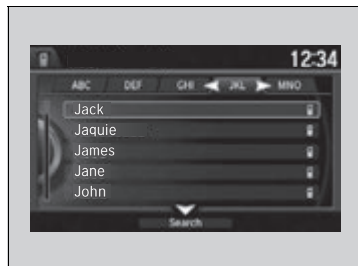 12:34
ABC DEF GHI JKL MNO
Jack
Jaquie
James
Jane
John
Search